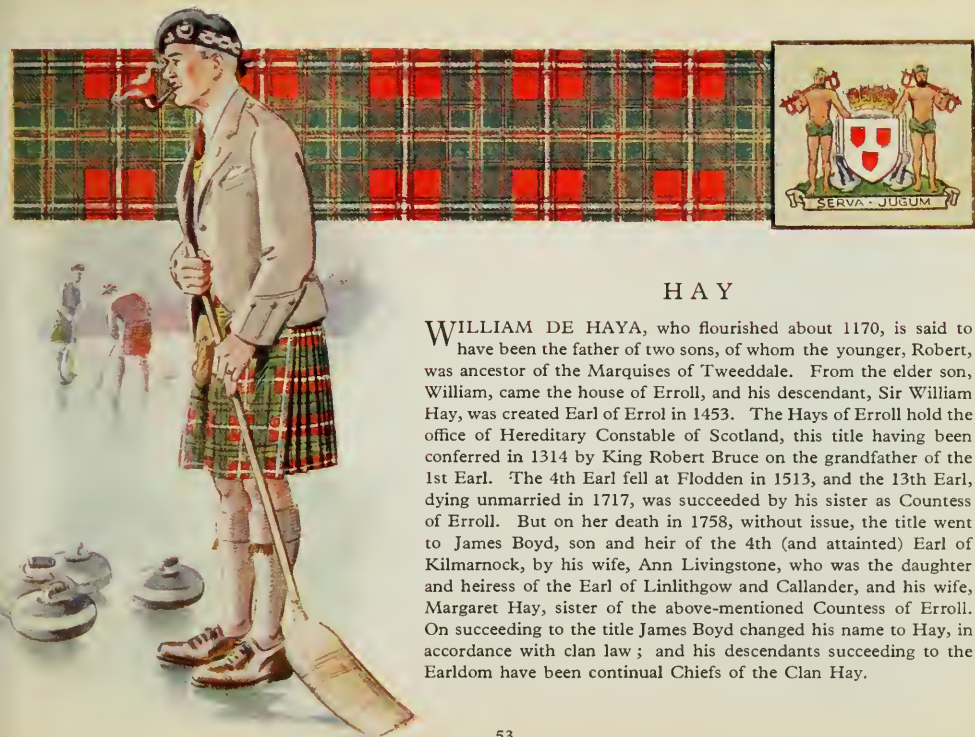 SERVA · JUGUM
HAY
WILLIAM DE HAYA, who flourished about 1170, is said to
have been the father of two sons, of whom the younger, Robert,
was ancestor of the Marquises of Tweeddale. From the elder son,
William, came the house of Erroll, and his descendant, Sir William
Hay, was created Earl of Errol in 1453. The Hays of Erroll hold the
office of Hereditary Constable of Scotland, this title having been
conferred in 1314 by King Robert Bruce on the grandfather of the
1st Earl. The 4th Earl fell at Flodden in 1513, and the 13th Earl,
dying unmarried in 1717, was succeeded by his sister as Countess
of Erroll. But on her death in 1758, without issue, the title went
to James Boyd, son and heir of the 4th (and attainted) Earl of
Kilmarnock, by his wife, Ann Livingstone, who was the daughter
and heiress of the Earl of Linlithgow and Callander, and his wife,
Margaret Hay, sister of the above-mentioned Countess of Erroll.
On succeeding to the title James Boyd changed his name to Hay, in
accordance with clan law ; and his descendants succeeding to the
Earldom have been continual Chiefs of the Clan Hay.
53